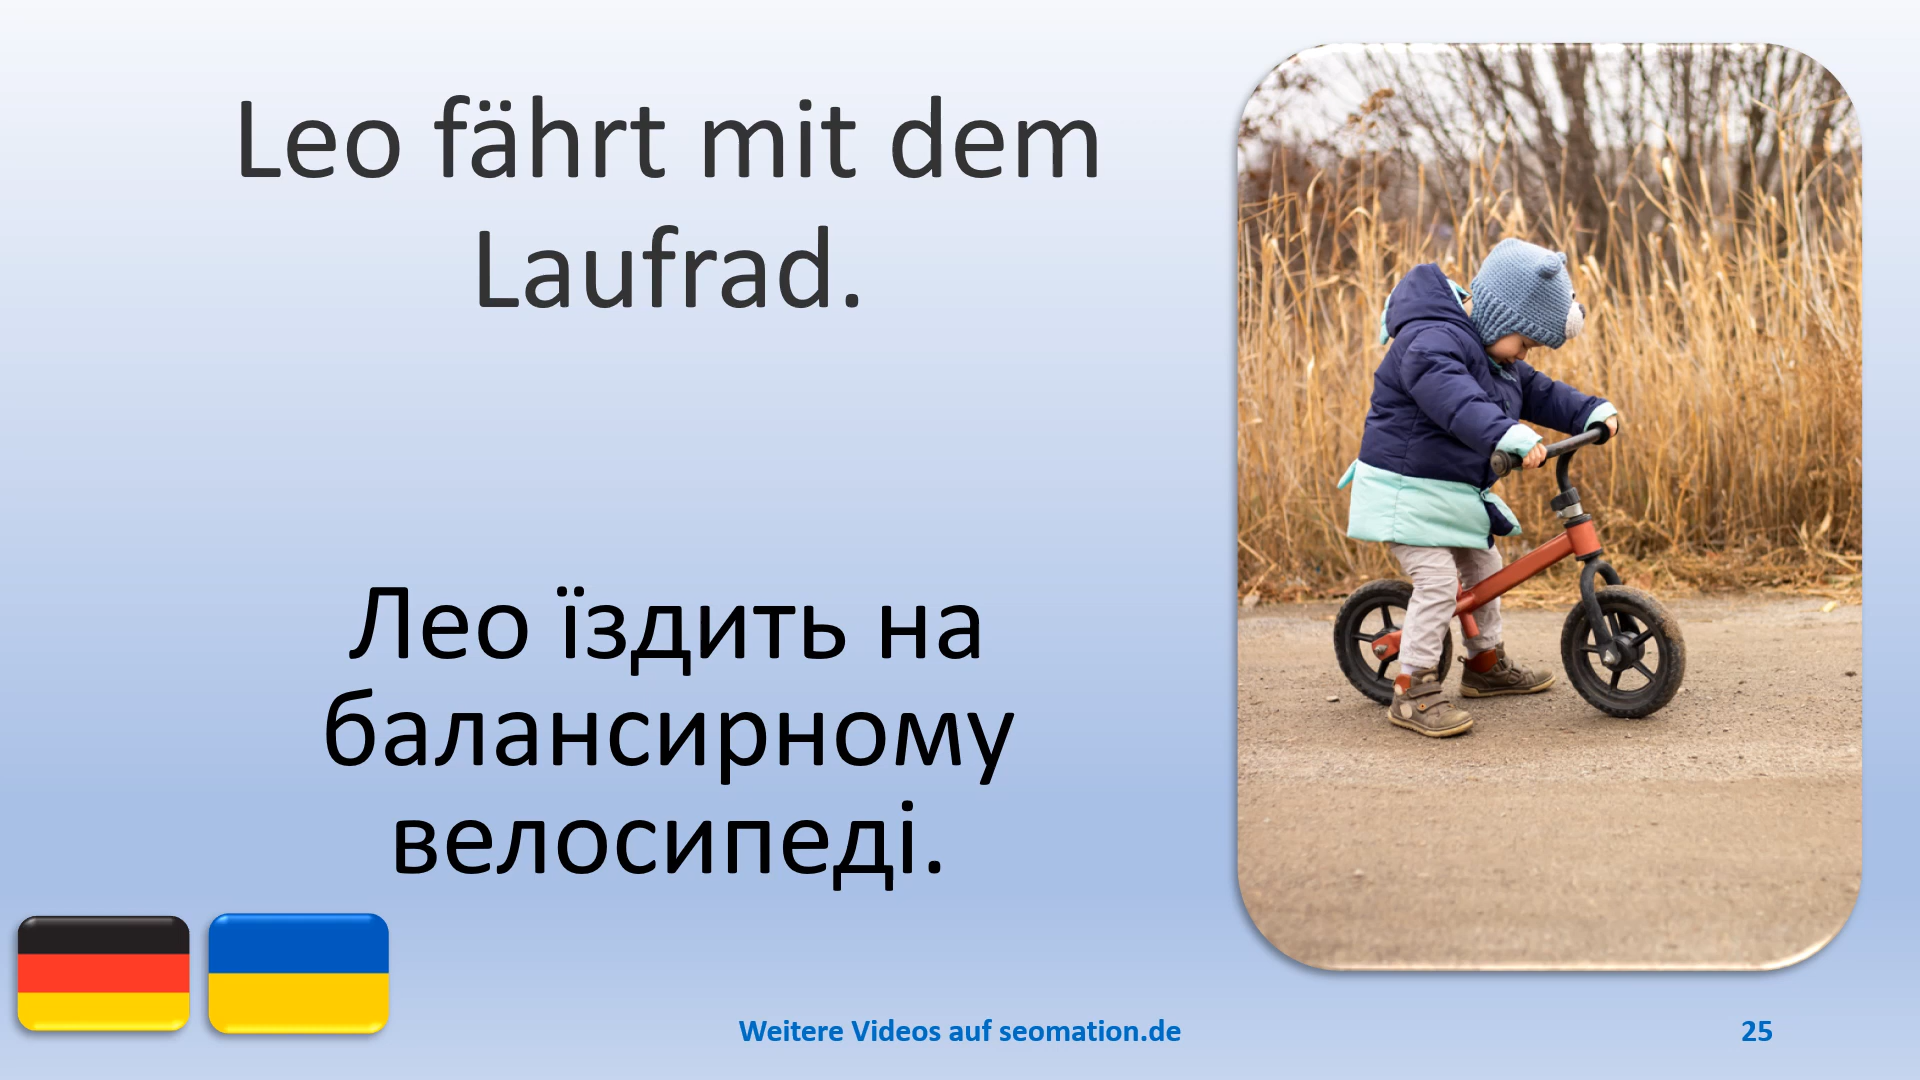 Leo fährt mit dem
Laufrad.
Лео їздить на
балансирному
велосипеді.
Weitere Videos auf seomation.de
25